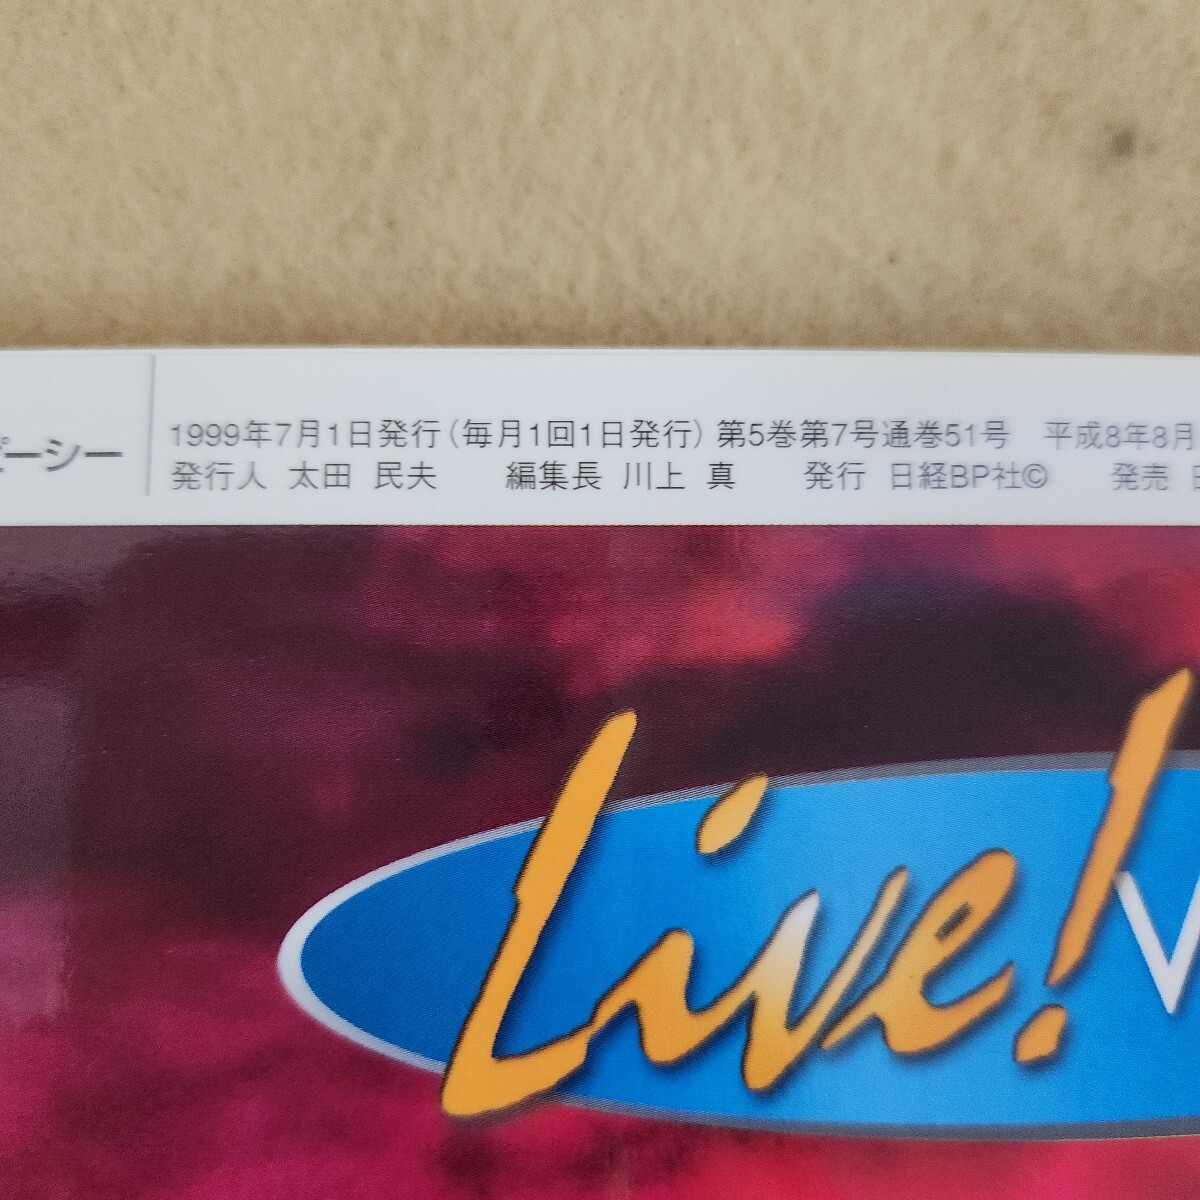 ピーシー
1999年7月1日発行(毎月1回1日発行)第5巻第7号通巻51号 平成8年8月
発行人 太田 民夫 編集長 川上 真 発行 日経BP社© 発売 日
Live! V